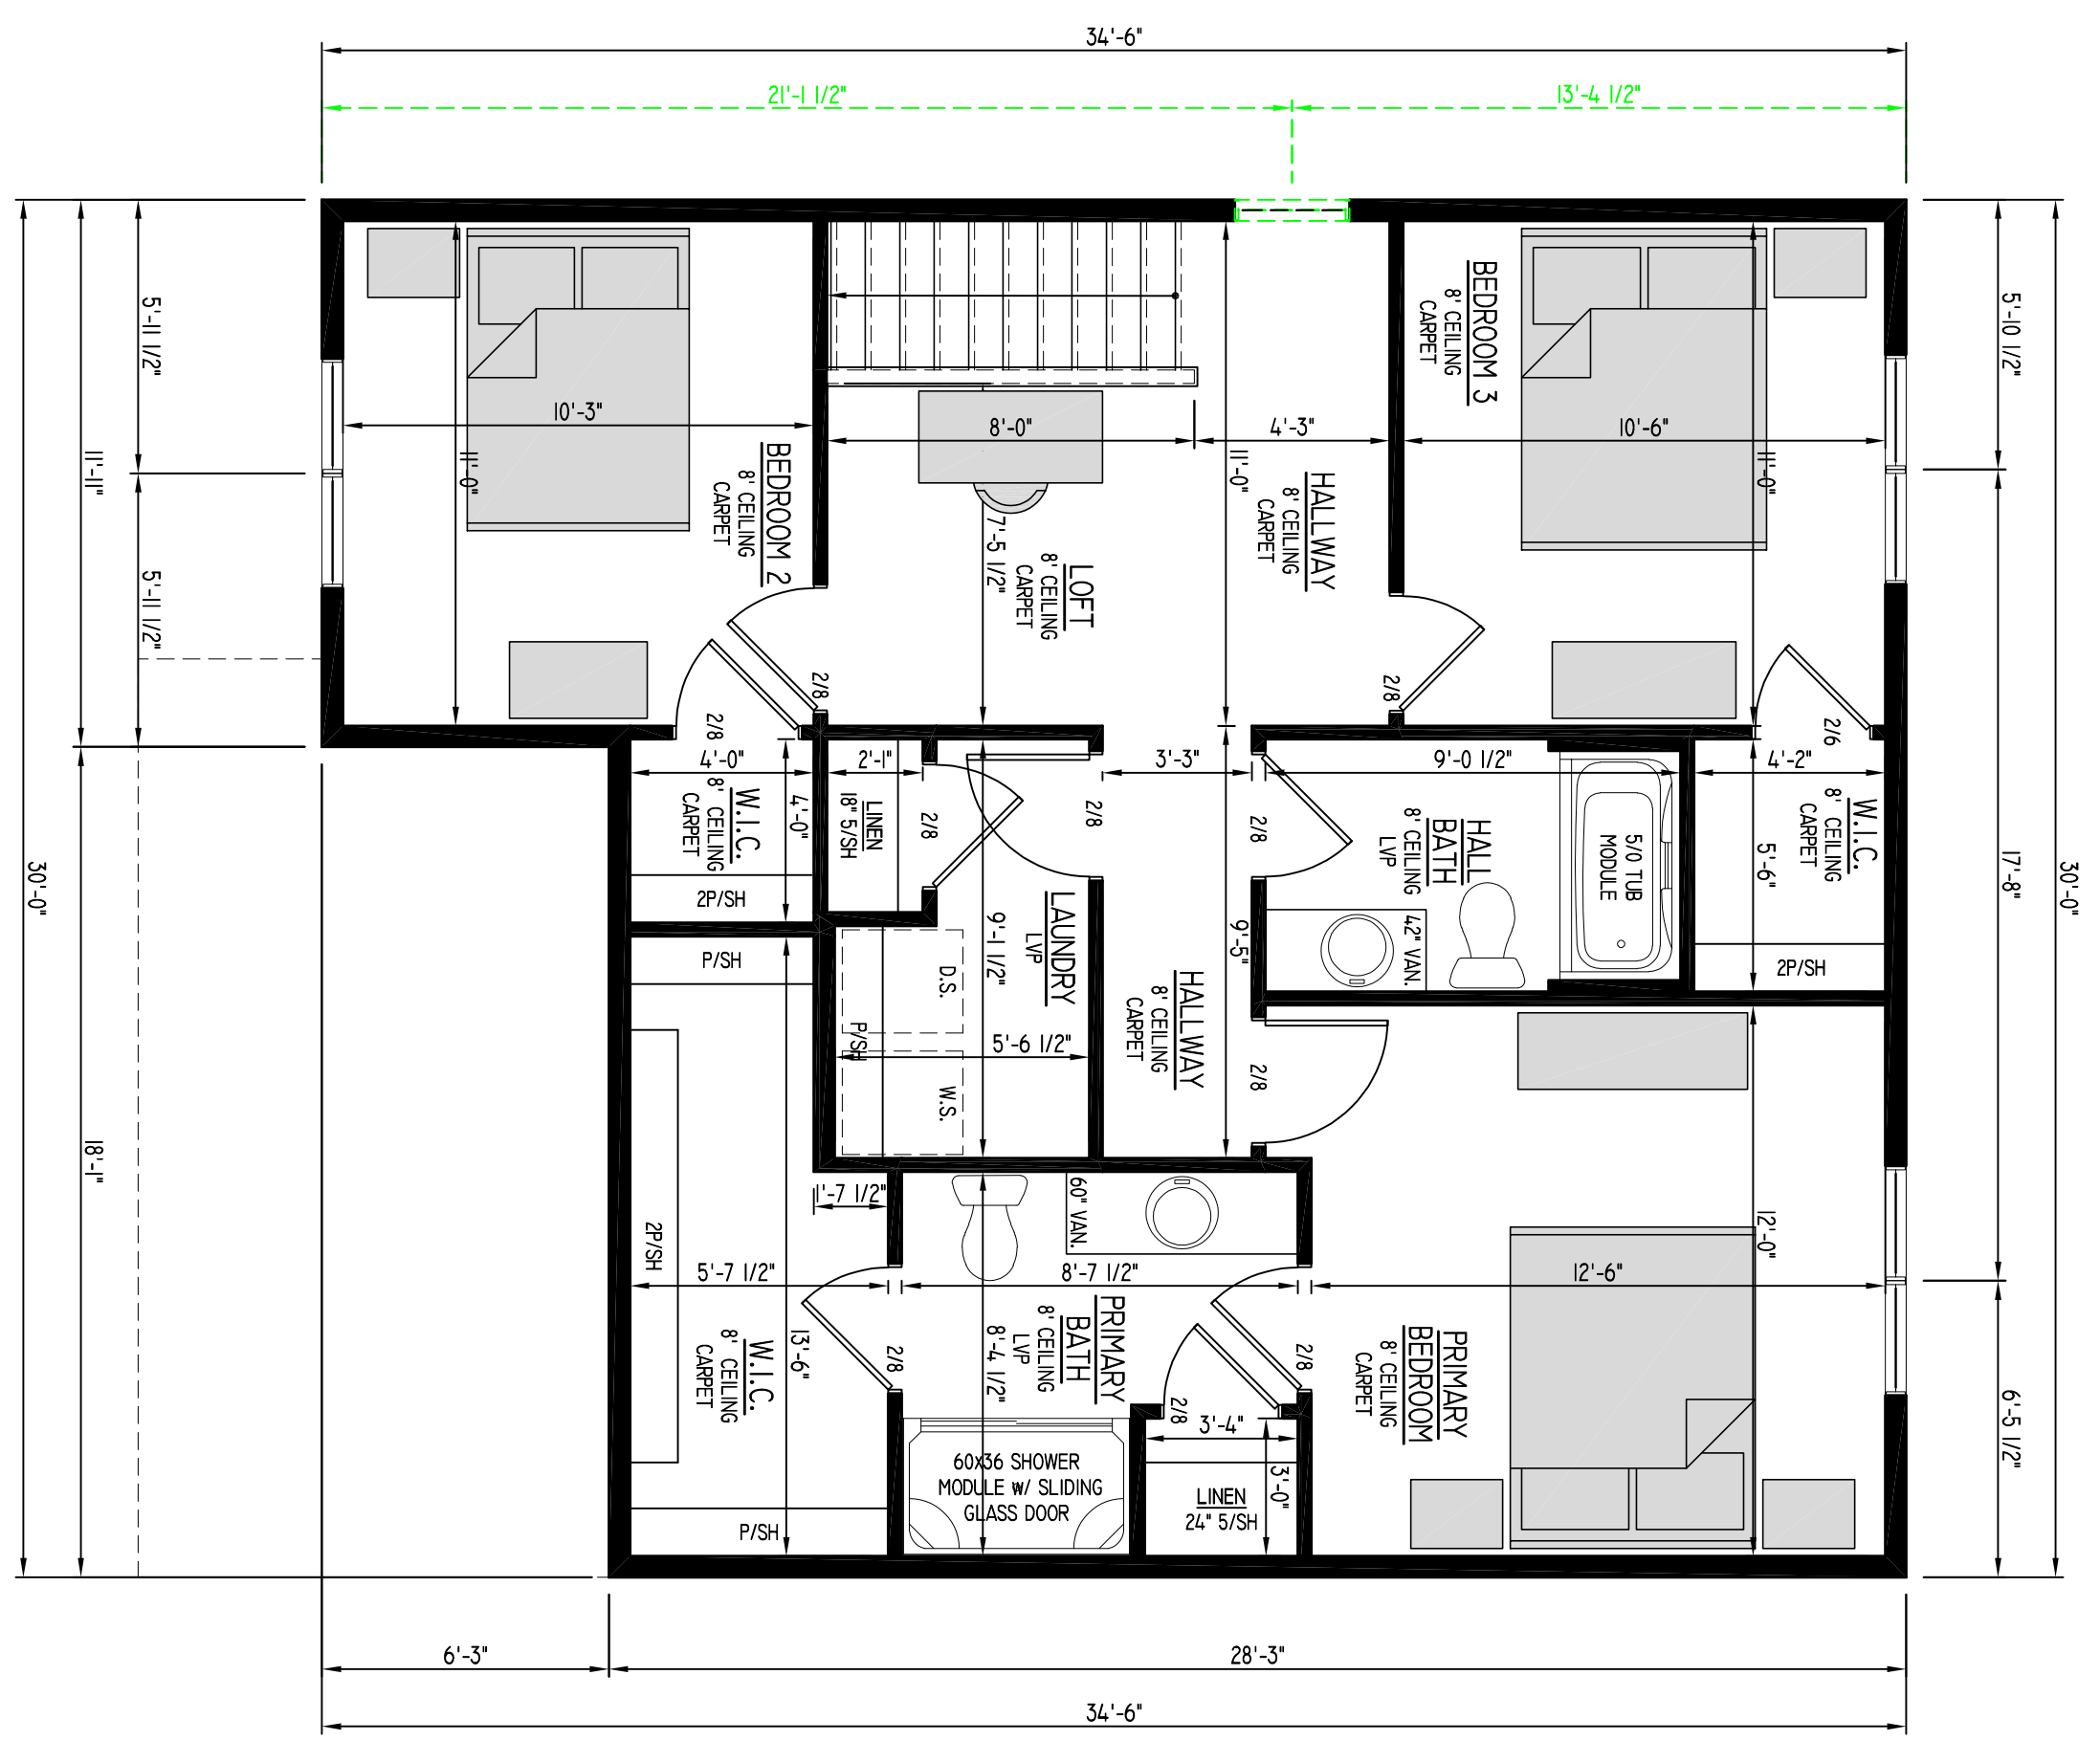 34'-6"
21'-1 1/2"
13'-4 1/2"
5'-11 1/2"
11'-11"
5'-11 1/2"
30'-0"
18'-1"
5'-10 1/2"
17'-8"
30'-0"
6'-5 1/2"
10'-3"
11'-0"
BEDROOM 2
8' CEILING
CARPET
2/8
2/8
8'-0"
4'-3"
7'-5 1/2"
LOFT
8' CEILING
CARPET
11'-0"
HALLWAY
8' CEILING
CARPET
BEDROOM 3
8' CEILING
CARPET
10'-6"
11'-0"
2/8
2/6
4'-0"
W.I.C.
8' CEILING
CARPET
4'-0"
2P/SH
2'-1"
LINEN
18" 5/SH
2/8
2/8
3'-3"
2/8
9'-0 1/2"
HALL
BATH
8' CEILING
LVP
42" VAN.
5/0 TUB
MODULE
4'-2"
W.I.C.
8' CEILING
CARPET
5'-6"
2P/SH
P/SH
LAUNDRY
LVP
9'-1 1/2"
D.S.
W.S.
P/SH
5'-6 1/2"
9'-5"
HALLWAY
8' CEILING
CARPET
2/8
1'-7 1/2"
60" VAN.
2P/SH
5'-7 1/2"
8'-7 1/2"
12'-6"
12'-0"
W.I.C.
8' CEILING
CARPET
13'-6"
2/8
PRIMARY
BATH
8' CEILING
LVP
8'-4 1/2"
2/8
2/8
PRIMARY
BEDROOM
8' CEILING
CARPET
3'-4"
3'-0"
60x36 SHOWER
MODULE w/ SLIDING
GLASS DOOR
LINEN
24" 5/SH
P/SH
6'-3"
28'-3"
34'-6"